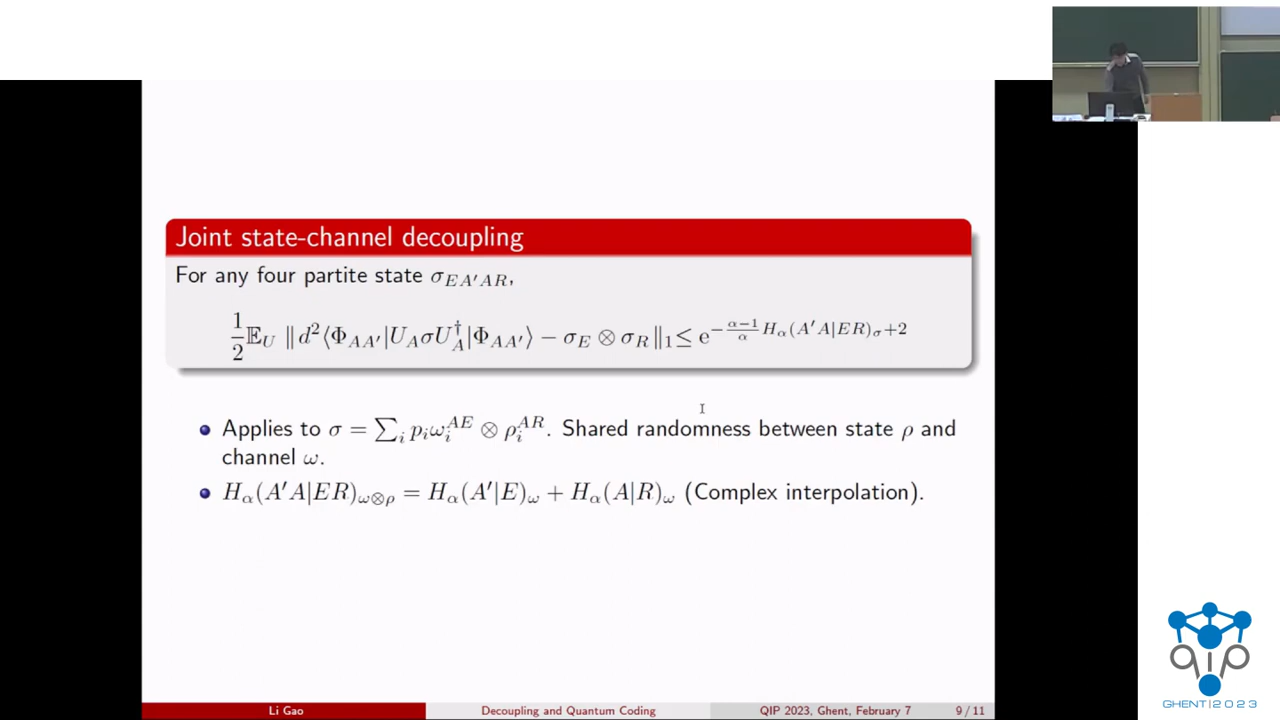 Joint state-channel decoupling
For any four partite state σ_{EA′AR},
\frac{1}{2} 𝔼_U ∥d²⟨Φ_{AA′}|U_A σ U_A^†|Φ_{AA′}⟩ − σ_E ⊗ σ_R∥₁ ≤ e^{−\frac{α−1}{α} H_α(A′A|ER)_σ+2}
Applies to σ = ∑_i p_i ω_i^{AE} ⊗ ρ_i^{AR}. Shared randomness between state ρ and
channel ω.
H_α(A′A|ER)_{ω⊗ρ} = H_α(A′|E)_ω + H_α(A|R)_ω (Complex interpolation).
Li Gao Decoupling and Quantum Coding QIP 2023, Ghent, February 7 9 / 11
qip
GHENT|2023